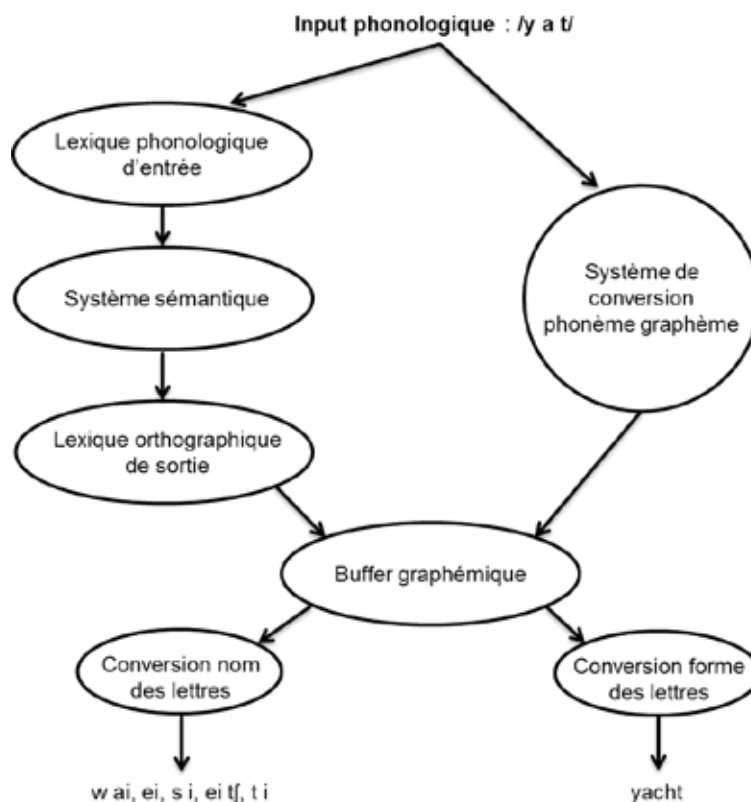 Input phonologique : /y a t/
Lexique phonologique
d'entrée
Système sémantique
Système de
conversion
phonème graphème
Lexique orthographique
de sortie
Buffer graphémique
Conversion nom
des lettres
Conversion forme
des lettres
w ai, ei, s i, ei tʃ, t i
yacht